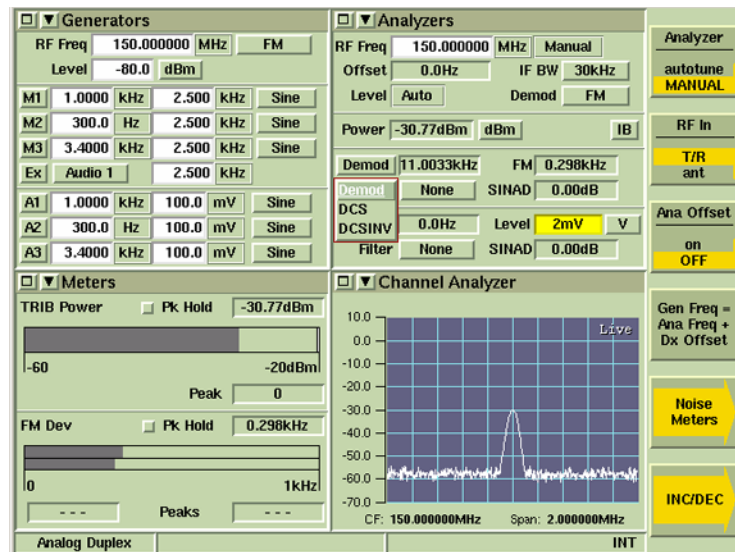 Generators
RF Freq 150.000000 MHz FM
Level -80.0 dBm
M1 1.0000 kHz 2.500 kHz Sine
M2 300.0 Hz 2.500 kHz Sine
M3 3.4000 kHz 2.500 kHz Sine
Ex Audio 1 2.500 kHz
A1 1.0000 kHz 100.0 mV Sine
A2 300.0 Hz 100.0 mV Sine
A3 3.4000 kHz 100.0 mV Sine
Analyzers
RF Freq 150.000000 MHz Manual
Offset 0.0Hz IF BW 30kHz
Level Auto Demod FM
Power -30.77dBm dBm IB
Demod 11.0033kHz FM 0.298kHz
Demod None SINAD 0.00dB
DCS
DCSINV 0.0Hz Level 2mV V
Filter None SINAD 0.00dB
Meters
TRIB Power Pk Hold -30.77dBm
-60 -20dBm
Peak 0
FM Dev Pk Hold 0.298kHz
0 1kHz
- - - Peaks - - -
Channel Analyzer
Live
10.0
0.0
-10.0
-20.0
-30.0
-40.0
-50.0
-60.0
-70.0
CF: 150.000000MHz Span: 2.000000MHz
Analyzer
autotune
MANUAL
RF In
T/R
ant
Ana Offset
on
OFF
Gen Freq =
Ana Freq +
Dx Offset
Noise
Meters
INC/DEC
Analog Duplex INT